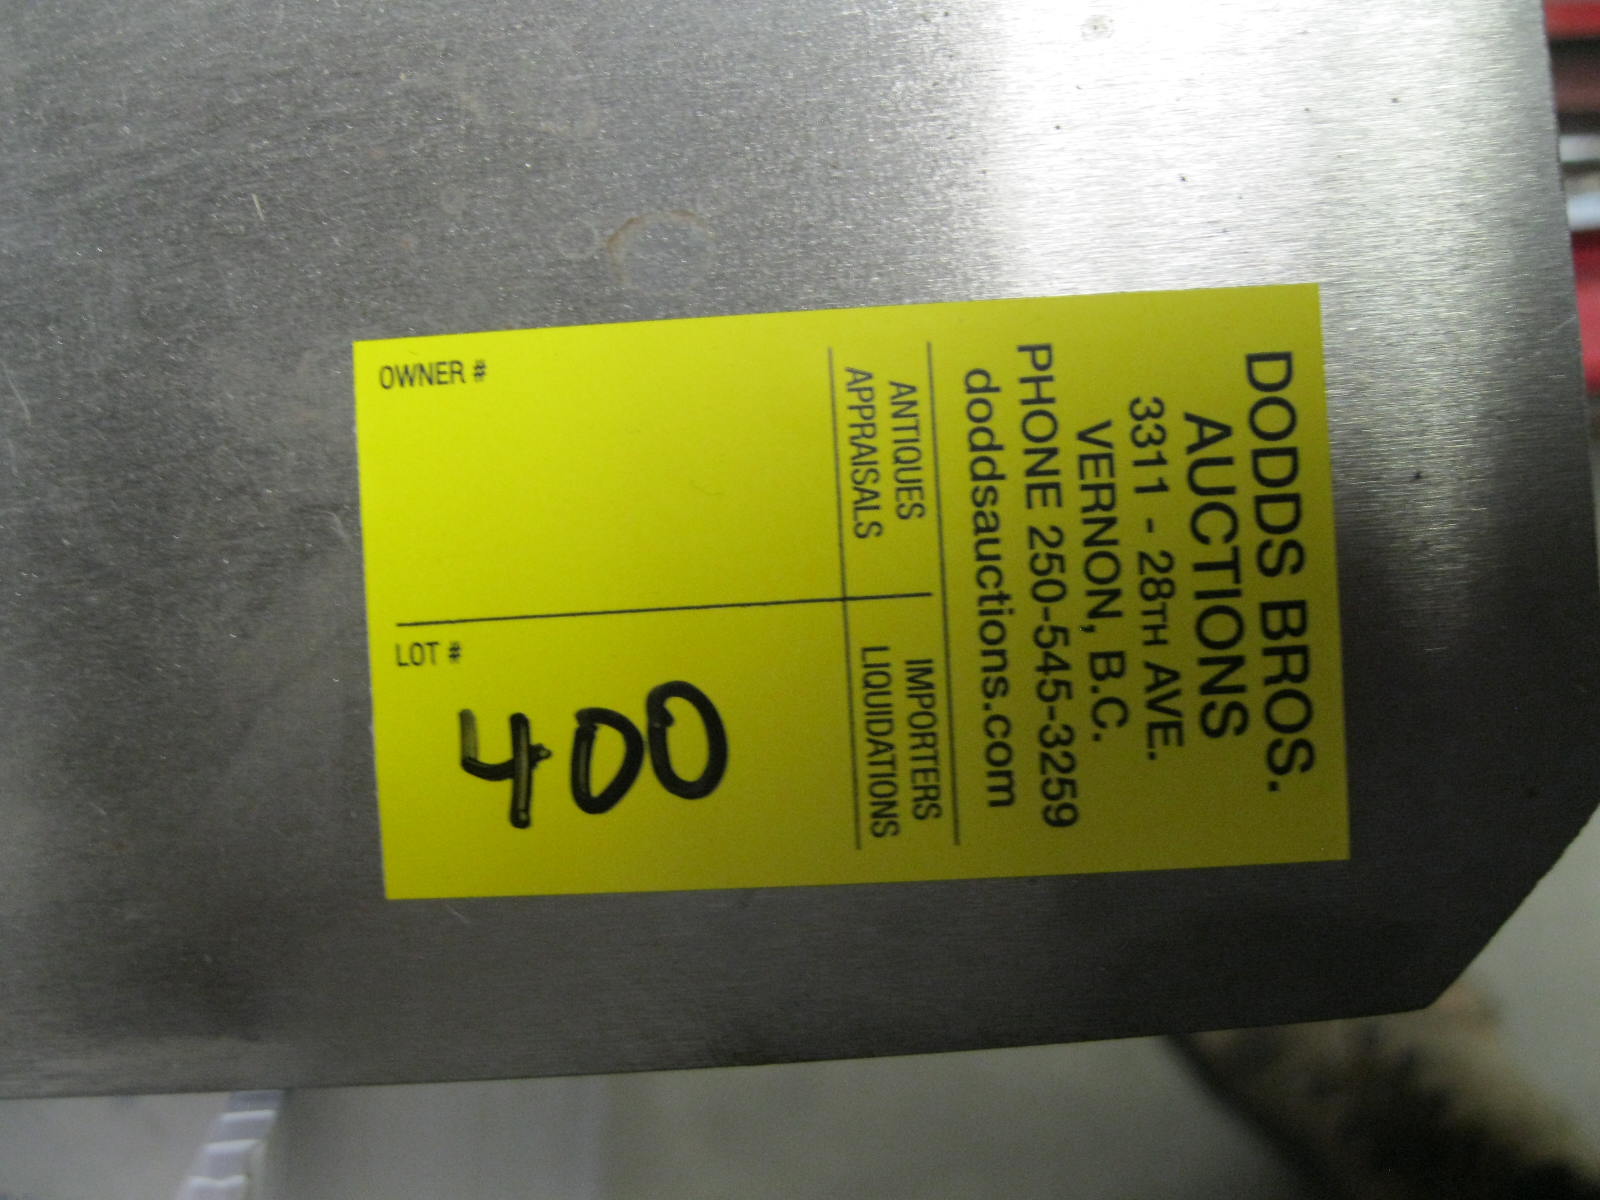 DODDS BROS.
AUCTIONS
3311 - 28TH AVE.
VERNON, B.C.
PHONE 250-545-3259
doddsauctions.com
ANTIQUES
APPRAISALS
IMPORTERS
LIQUIDATIONS
OWNER #
LOT #
400